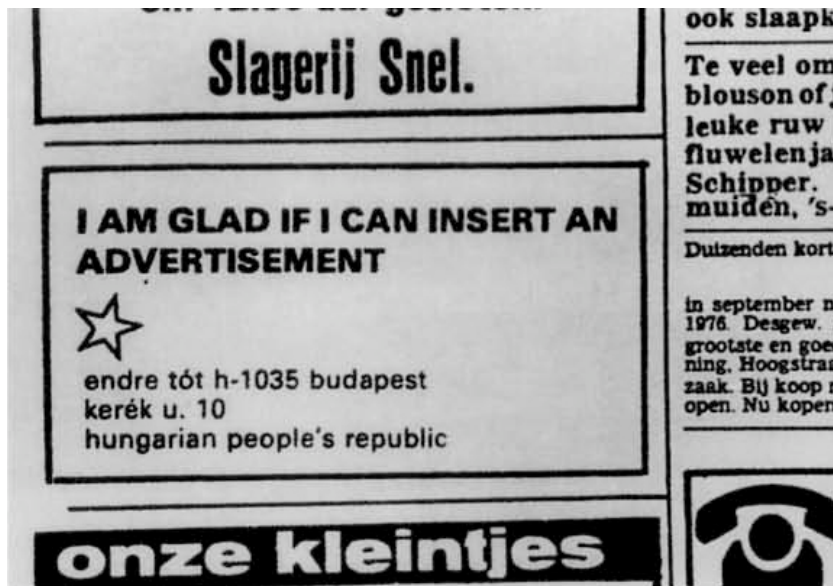 Slagerij Snel.
I AM GLAD IF I CAN INSERT AN
ADVERTISEMENT
endre tót h-1035 budapest
kerék u. 10
hungarian people's republic
onze kleintjes
ook slaapk
Te veel om
blouson of
leuke ruw
fluwelen ja
Schipper.
muiden, 's-
Duizenden kort
in september n
1976. Desgew.
grootste en goe
ning, Hoogstra
zaak. Bij koop
open. Nu kopen